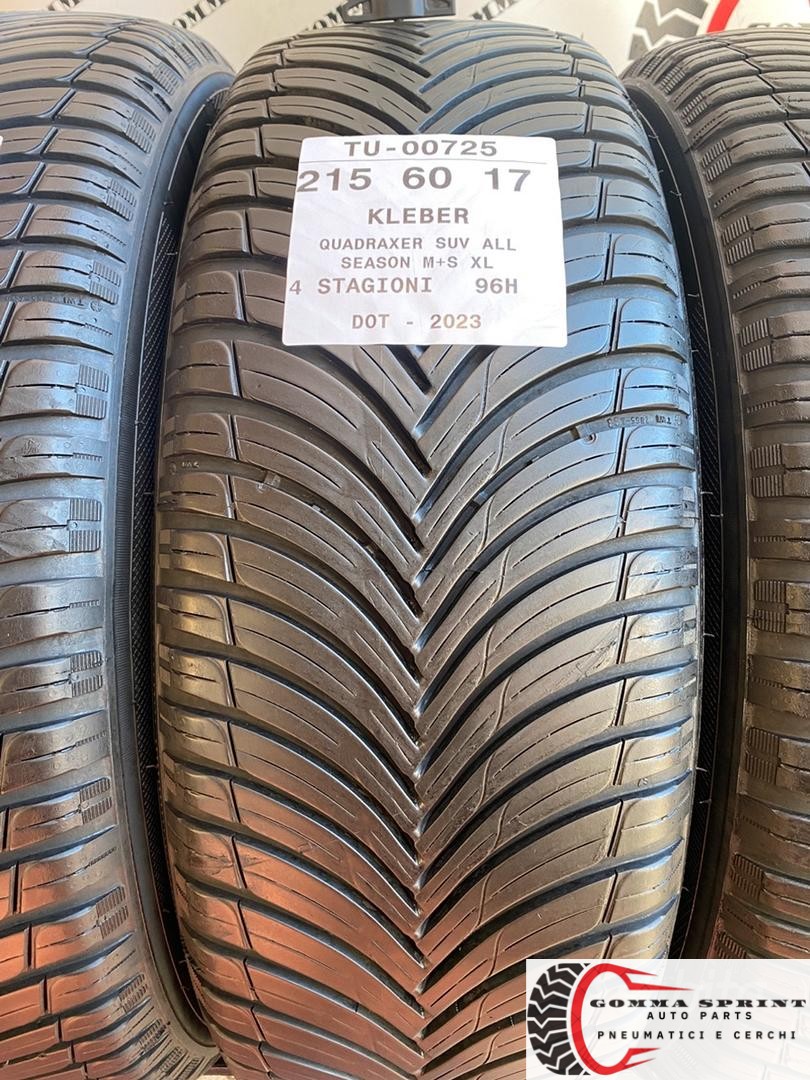 TU-00725
215 60 17
KLEBER
QUADRAXER SUV ALL
SEASON M+S XL
4 STAGIONI 96H
DOT - 2023
GOMMA SPRINT
AUTO PARTS
PNEUMATICI E CERCHI